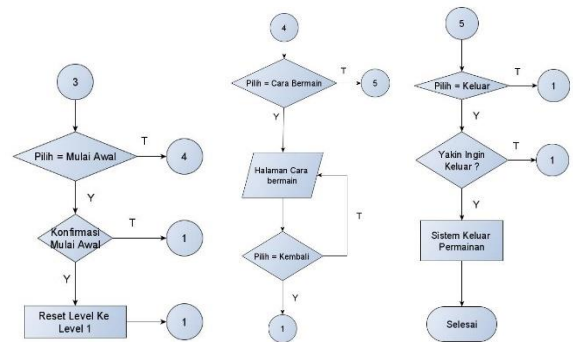 3
Pilih = Mulai Awal
T
4
Y
Konfirmasi
Mulai Awal
T
1
Y
Reset Level Ke
Level 1
1
4
Pilih = Cara Bermain
T
5
Y
Halaman Cara
bermain
T
Pilih = Kembali
Y
1
5
Pilih = Keluar
T
1
Y
Yakin Ingin
Keluar ?
T
1
Y
Sistem Keluar
Permainan
Selesai